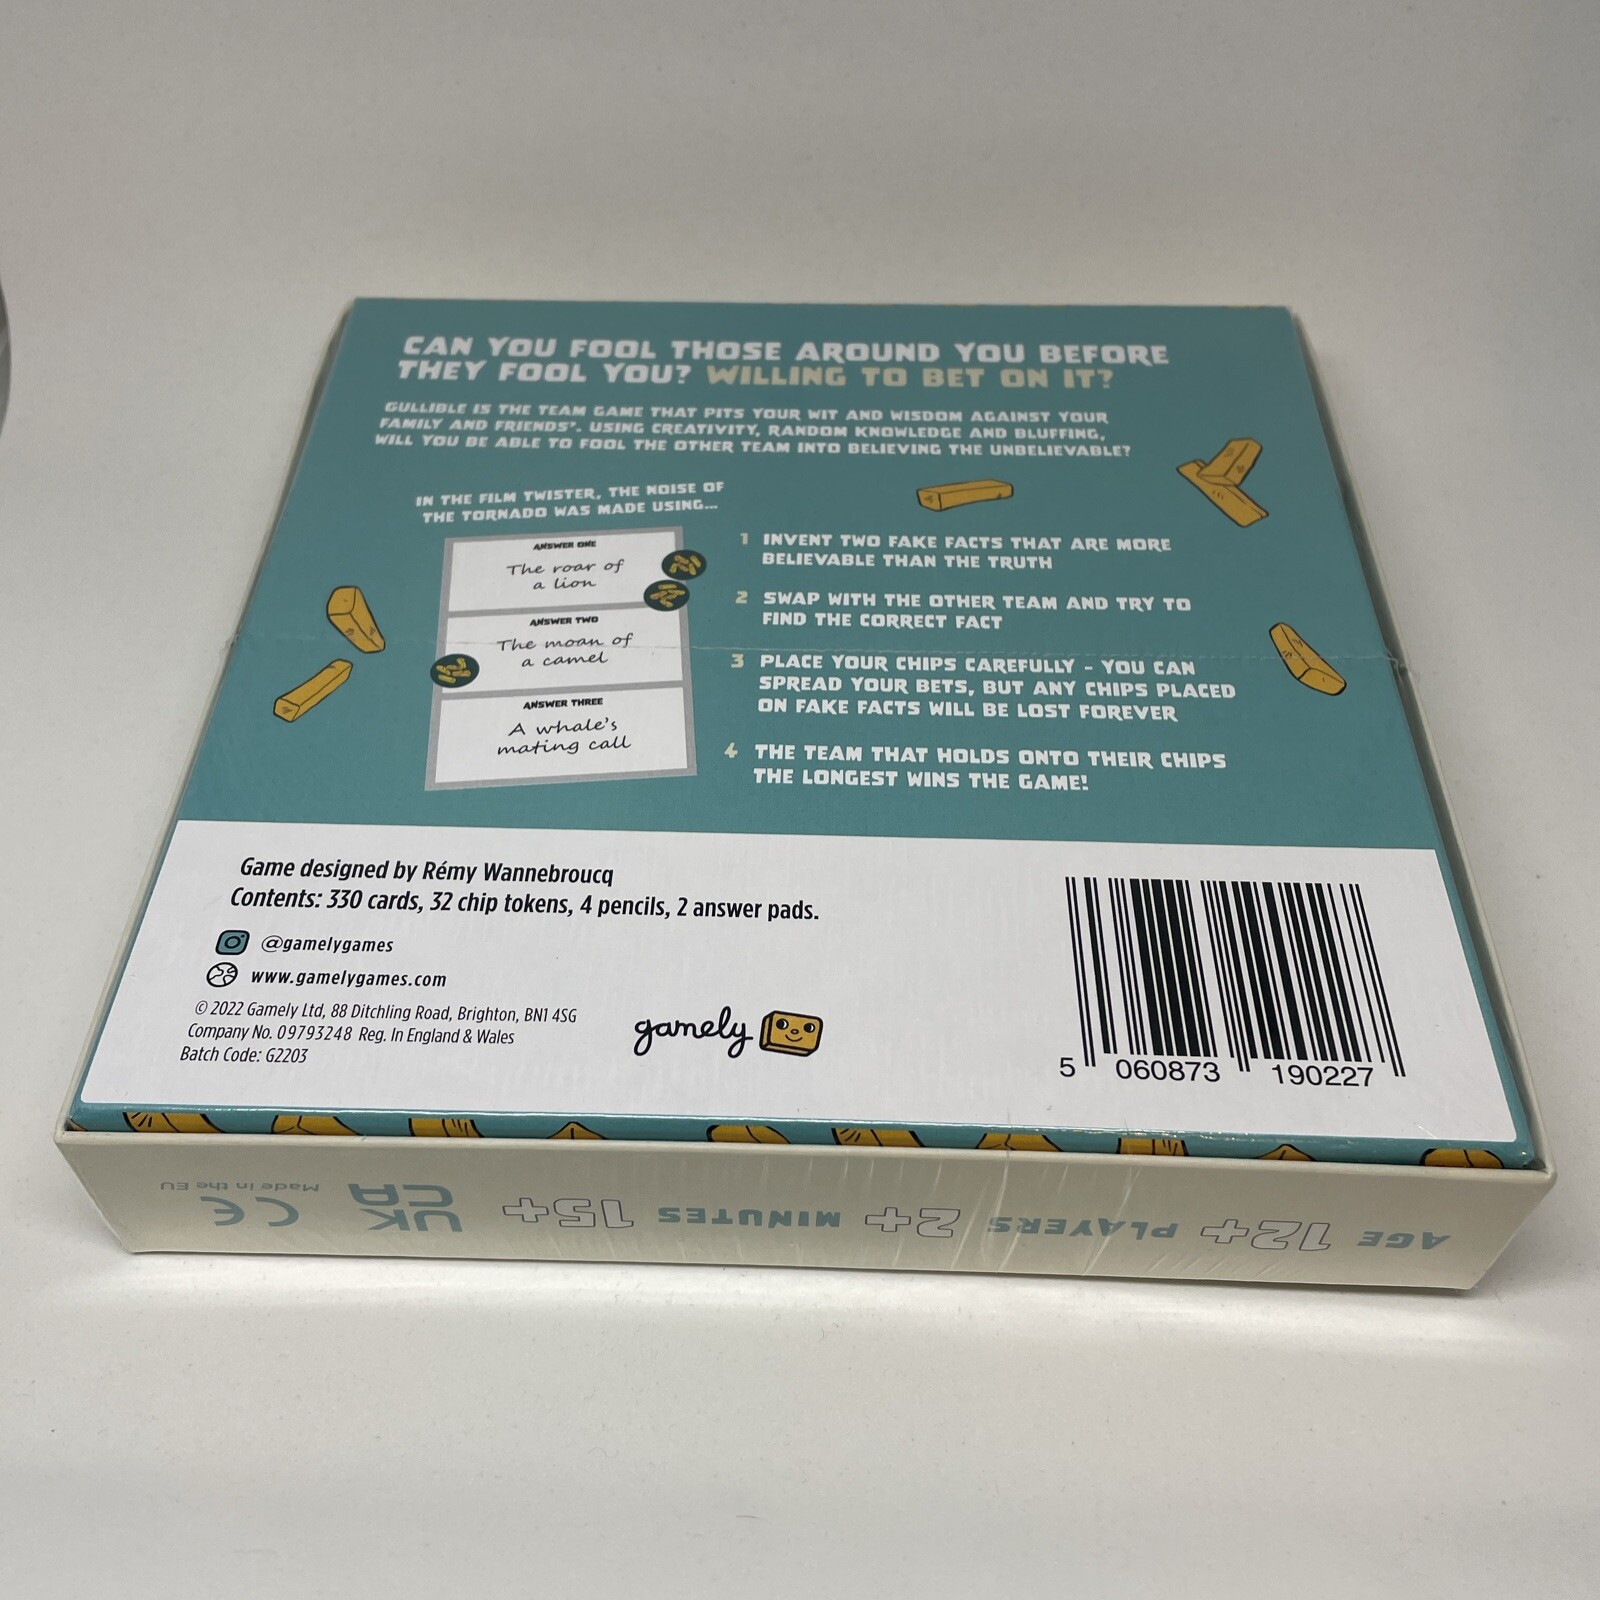 CAN YOU FOOL THOSE AROUND YOU BEFORE
THEY FOOL YOU? WILLING TO BET ON IT?
GULLIBLE IS THE TEAM GAME THAT PITS YOUR WIT AND WISDOM AGAINST YOUR
FAMILY AND FRIENDS'. USING CREATIVITY, RANDOM KNOWLEDGE AND BLUFFING,
WILL YOU BE ABLE TO FOOL THE OTHER TEAM INTO BELIEVING THE UNBELIEVABLE?
IN THE FILM TWISTER, THE NOISE OF
THE TORNADO WAS MADE USING...
ANSWER ONE
The roar of
a lion
ANSWER TWO
The moan of
a camel
ANSWER THREE
A whale's
mating call
1 INVENT TWO FAKE FACTS THAT ARE MORE
BELIEVABLE THAN THE TRUTH
2 SWAP WITH THE OTHER TEAM AND TRY TO
FIND THE CORRECT FACT
3 PLACE YOUR CHIPS CAREFULLY - YOU CAN
SPREAD YOUR BETS, BUT ANY CHIPS PLACED
ON FAKE FACTS WILL BE LOST FOREVER
4 THE TEAM THAT HOLDS ONTO THEIR CHIPS
THE LONGEST WINS THE GAME!
Game designed by Rémy Wannebroucq
Contents: 330 cards, 32 chip tokens, 4 pencils, 2 answer pads.
@gamelygames
www.gamelygames.com
© 2022 Gamely Ltd, 88 Ditchling Road, Brighton, BN1 4SG
Company No. 09793248 Reg. In England & Wales
Batch Code: G2203
gamely
5 060873 190227
AGE 12+ PLAYERS 2+ MINUTES 15+
UK
CA
CE
Made in the EU